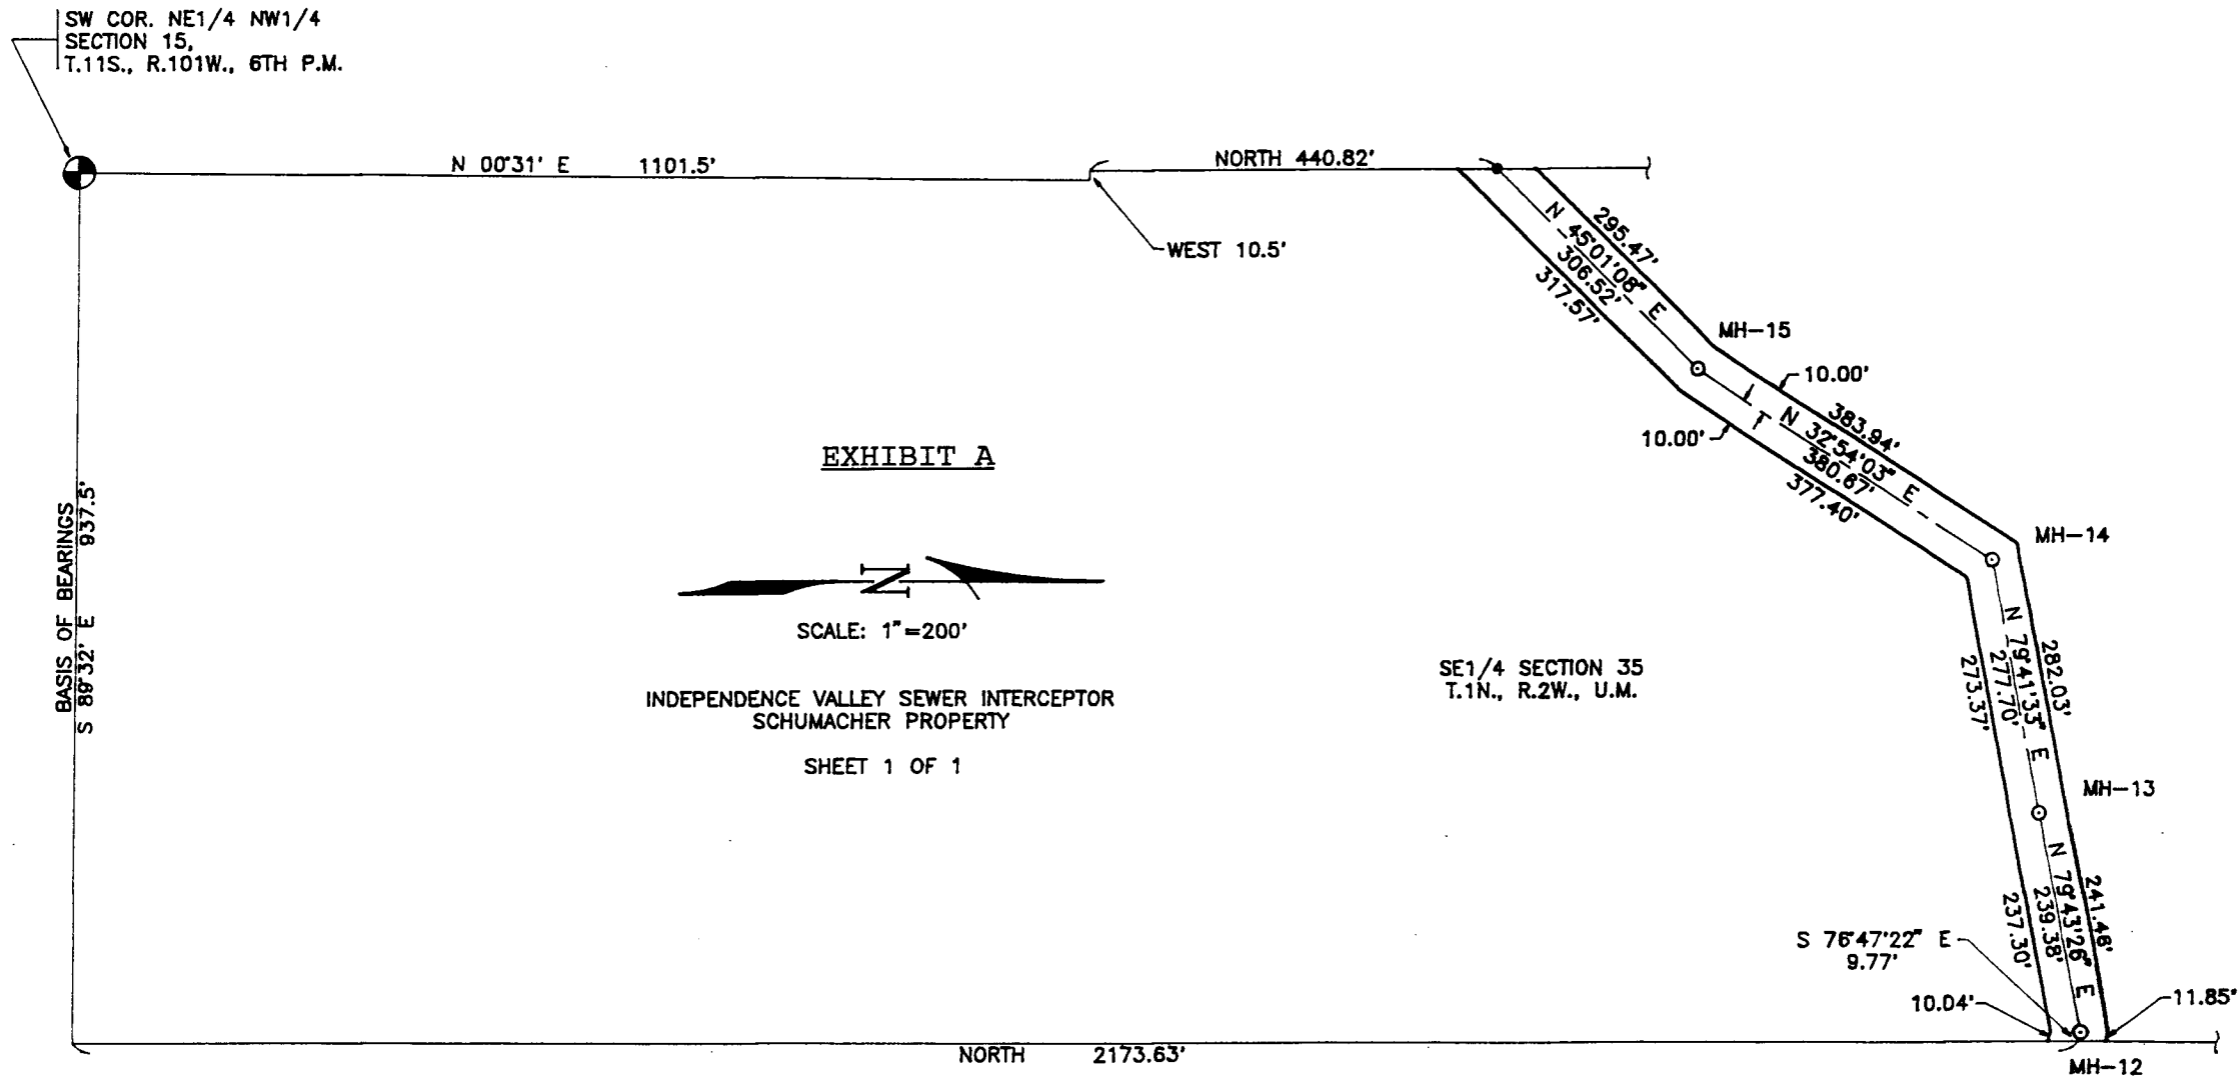 SW COR. NE1/4 NW1/4
SECTION 15,
T.11S., R.101W., 6TH P.M.
N 00°31' E 1101.5'
NORTH 440.82'
WEST 10.5'
N 45°01'08" E
306.52'
295.47'
317.57'
MH-15
10.00'
10.00'
N 32°54'03" E
380.67'
383.94'
377.40'
MH-14
EXHIBIT A
N
SCALE: 1"=200'
INDEPENDENCE VALLEY SEWER INTERCEPTOR
SCHUMACHER PROPERTY
SHEET 1 OF 1
BASIS OF BEARINGS
S 89°32' E 937.5'
SE1/4 SECTION 35
T.1N., R.2W., U.M.
N 79°41'33" E
277.70'
282.03'
273.37'
MH-13
N 79°43'26" E
239.38'
241.46'
237.30'
S 76°47'22" E
9.77'
10.04'
11.85'
NORTH 2173.63'
MH-12